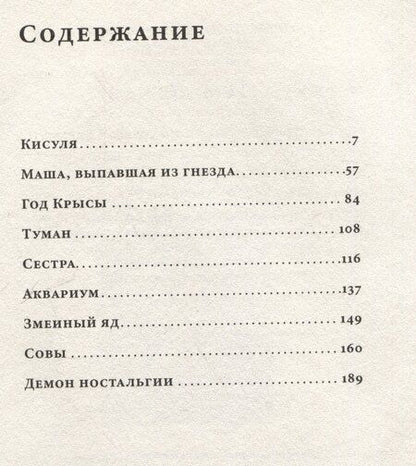 Содержание
Кисуля 7
Маша, выпавшая из гнезда 57
Год Крысы 84
Туман 108
Сестра 116
Аквариум 137
Змеиный яд 149
Совы 160
Демон ностальгии 189